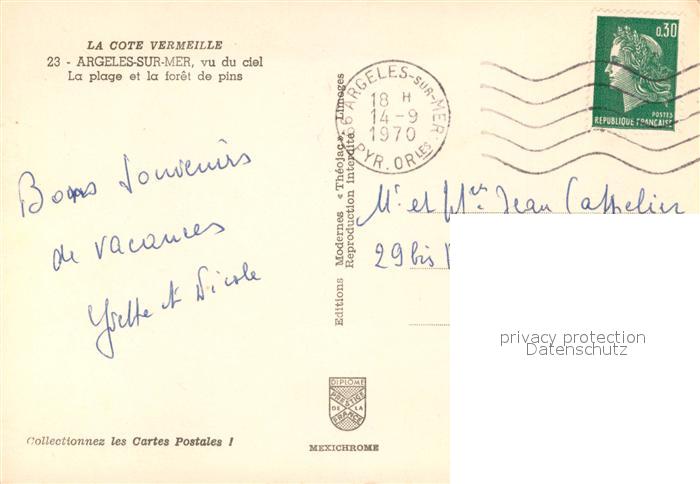 LA COTE VERMEILLE
23 - ARGELES-SUR-MER, vu du ciel
La plage et la forêt de pins
Bons Souvenirs
de vacances
Yvette et Nicole
Collectionnez les Cartes Postales !
Editions Modernes « Théojac », Limoges
Reproduction Interdite
DIPLOME
PRESTIGE
DE LA
FRANCE
MEXICHROME
66 ARGELES-SUR-MER
18 H
14-9
1970
PYR. ORLES
0,30
POSTES
REPUBLIQUE FRANÇAISE
Mr et Mme Jean
29 bis
privacy protection
Datenschutz